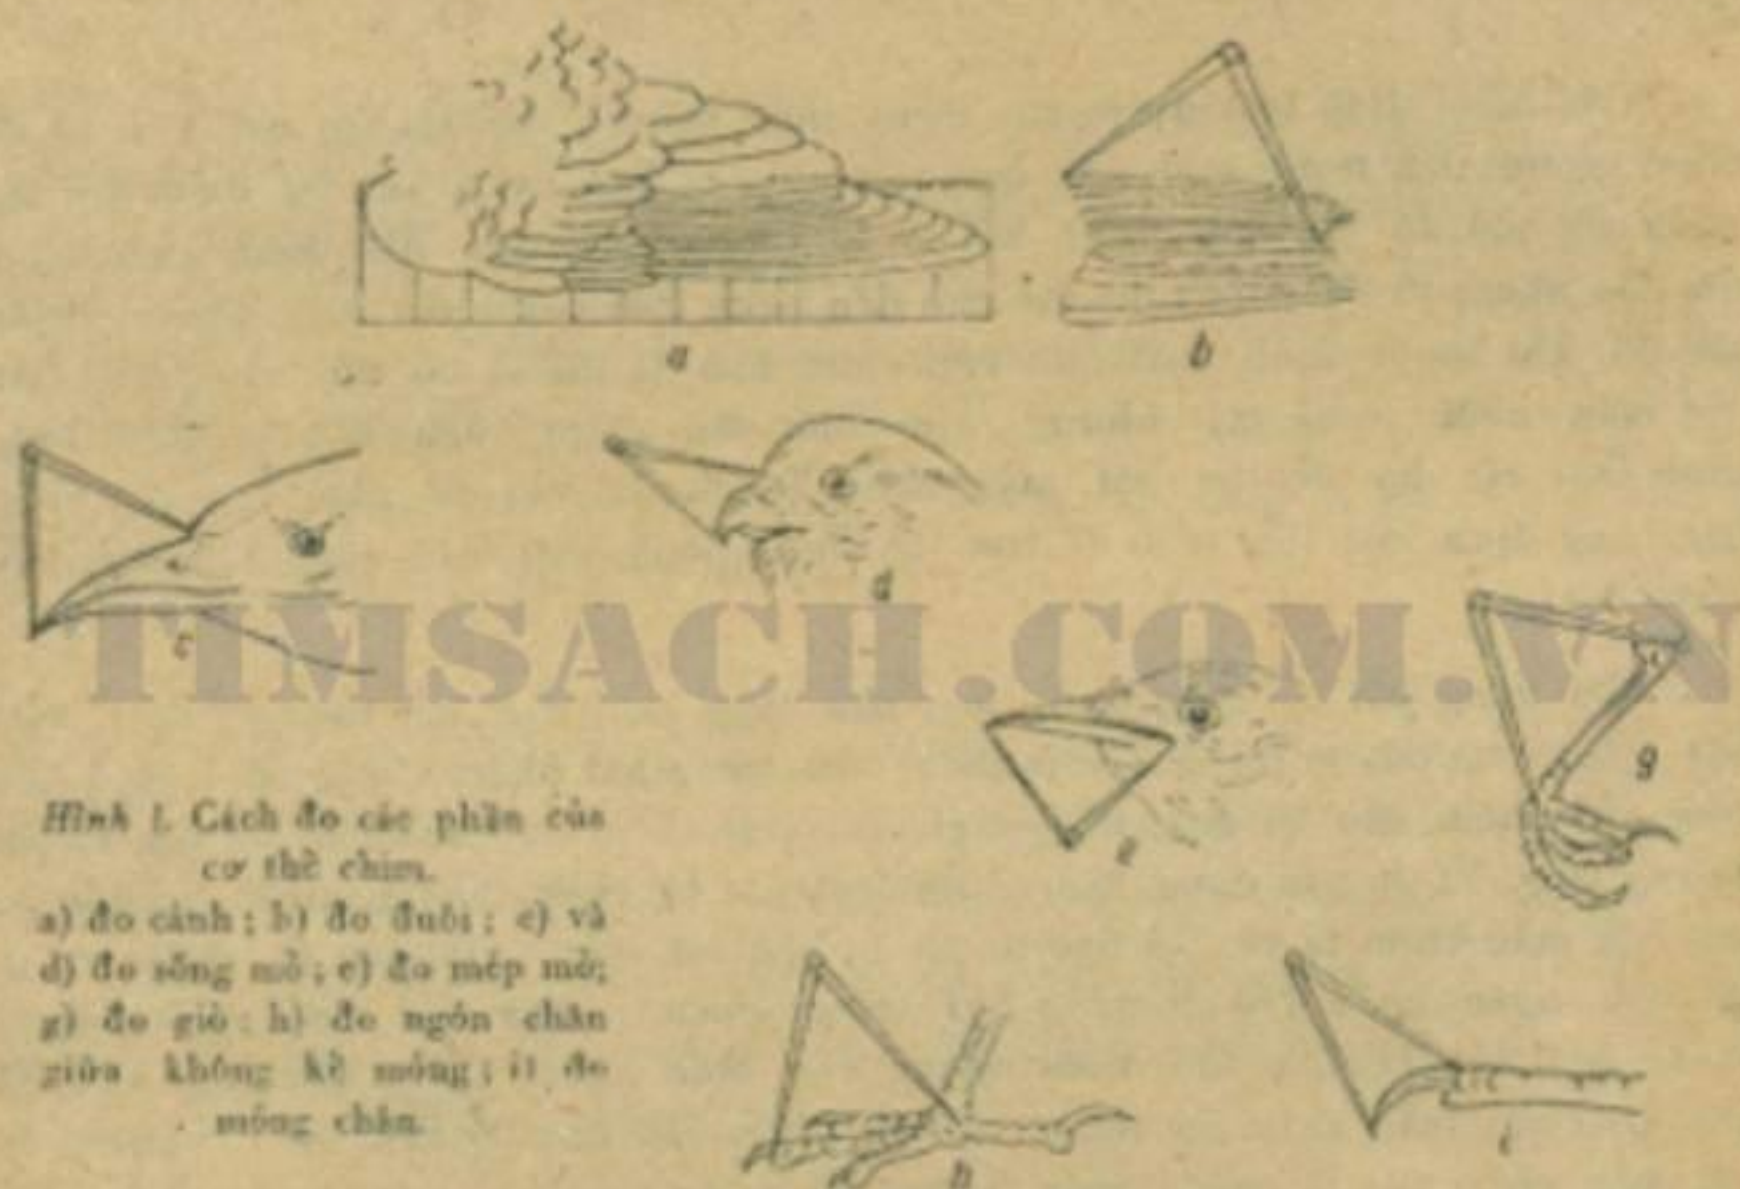 a
b
c
d
TIMSACH.COM.VN
e
g
Hình 1. Cách đo các phần của
cơ thể chim.
a) đo cánh ; b) đo đuôi ; c) và
d) đo sống mỏ ; e) đo mép mỏ;
g) đo giò h) đo ngón chân
giữa không kể móng ; i) đo
móng chân.
h
i